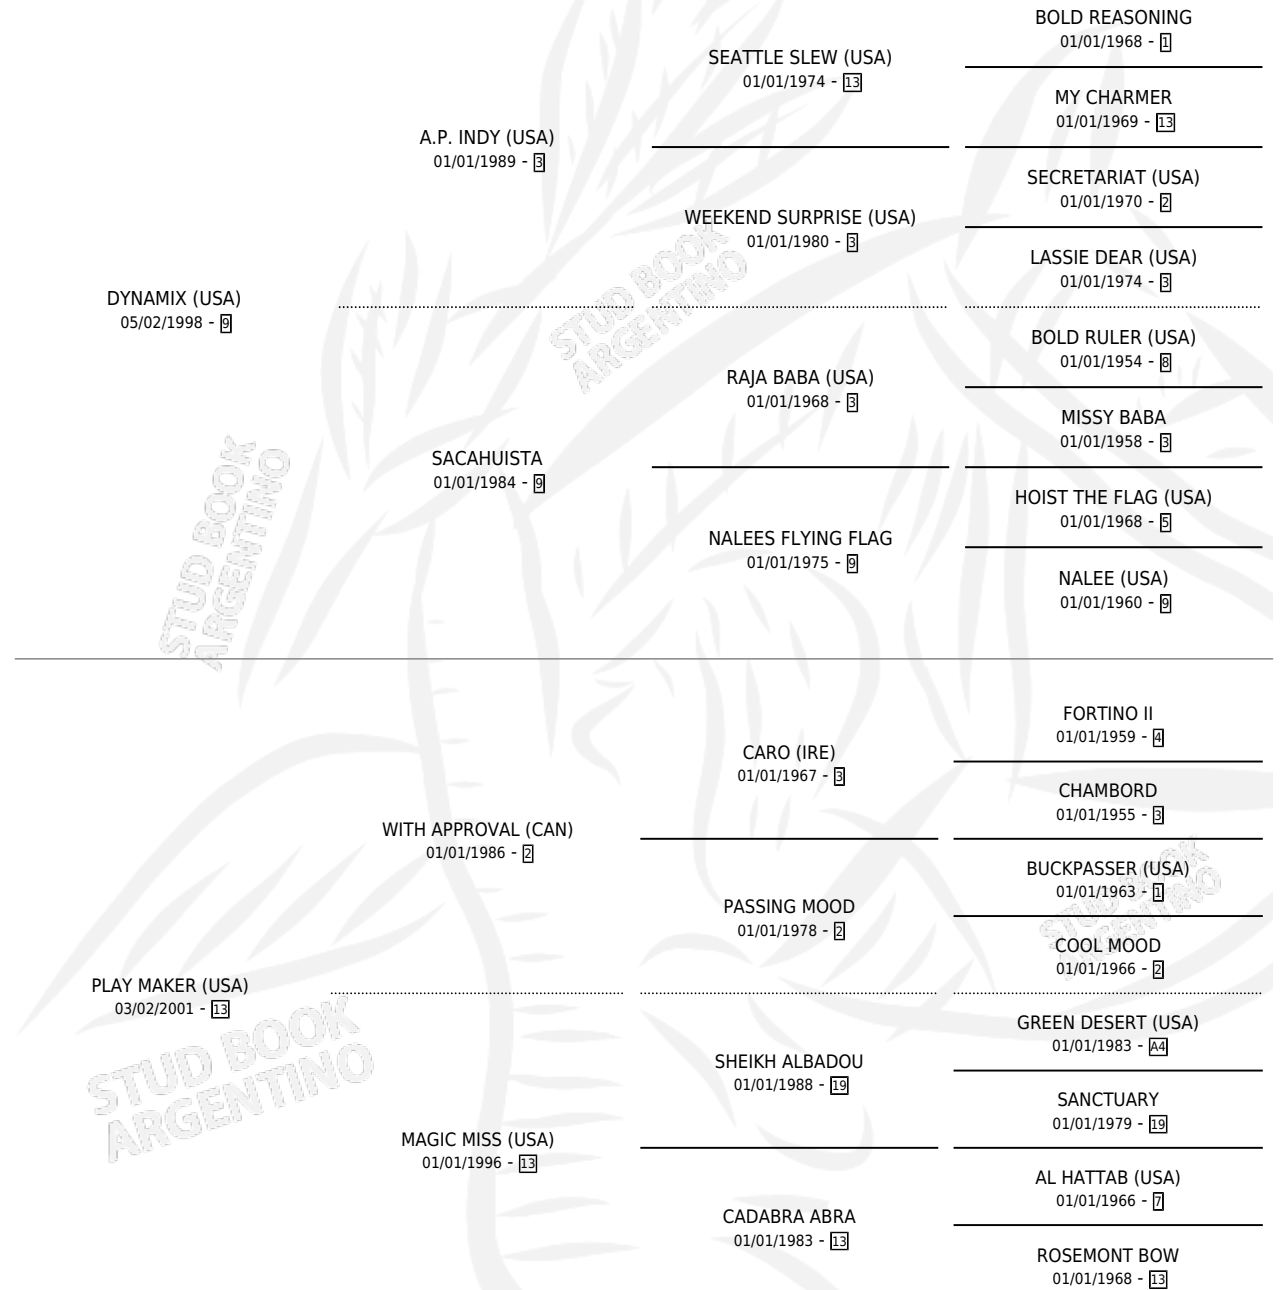 BOLD REASONING
01/01/1968 - 1
SEATTLE SLEW (USA)
01/01/1974 - 13
MY CHARMER
01/01/1969 - 13
A.P. INDY (USA)
01/01/1989 - 3
SECRETARIAT (USA)
01/01/1970 - 2
WEEKEND SURPRISE (USA)
01/01/1980 - 3
LASSIE DEAR (USA)
01/01/1974 - 3
DYNAMIX (USA)
05/02/1998 - 9
BOLD RULER (USA)
01/01/1954 - 8
RAJA BABA (USA)
01/01/1968 - 3
MISSY BABA
01/01/1958 - 3
SACAHUISTA
01/01/1984 - 9
HOIST THE FLAG (USA)
01/01/1968 - 5
NALEES FLYING FLAG
01/01/1975 - 9
NALEE (USA)
01/01/1960 - 9
FORTINO II
01/01/1959 - 4
CARO (IRE)
01/01/1967 - 3
CHAMBORD
01/01/1955 - 3
WITH APPROVAL (CAN)
01/01/1986 - 2
BUCKPASSER (USA)
01/01/1963 - 1
PASSING MOOD
01/01/1978 - 2
COOL MOOD
01/01/1966 - 2
PLAY MAKER (USA)
03/02/2001 - 13
GREEN DESERT (USA)
01/01/1983 - A4
SHEIKH ALBADOU
01/01/1988 - 19
SANCTUARY
01/01/1979 - 19
MAGIC MISS (USA)
01/01/1996 - 13
AL HATTAB (USA)
01/01/1966 - 7
CADABRA ABRA
01/01/1983 - 13
ROSEMONT BOW
01/01/1968 - 13
STUD BOOK
ARGENTINO
STUD BOOK
ARGENTINO
STUD BOOK
ARGENTINO
STUD BOOK
ARGENTINO